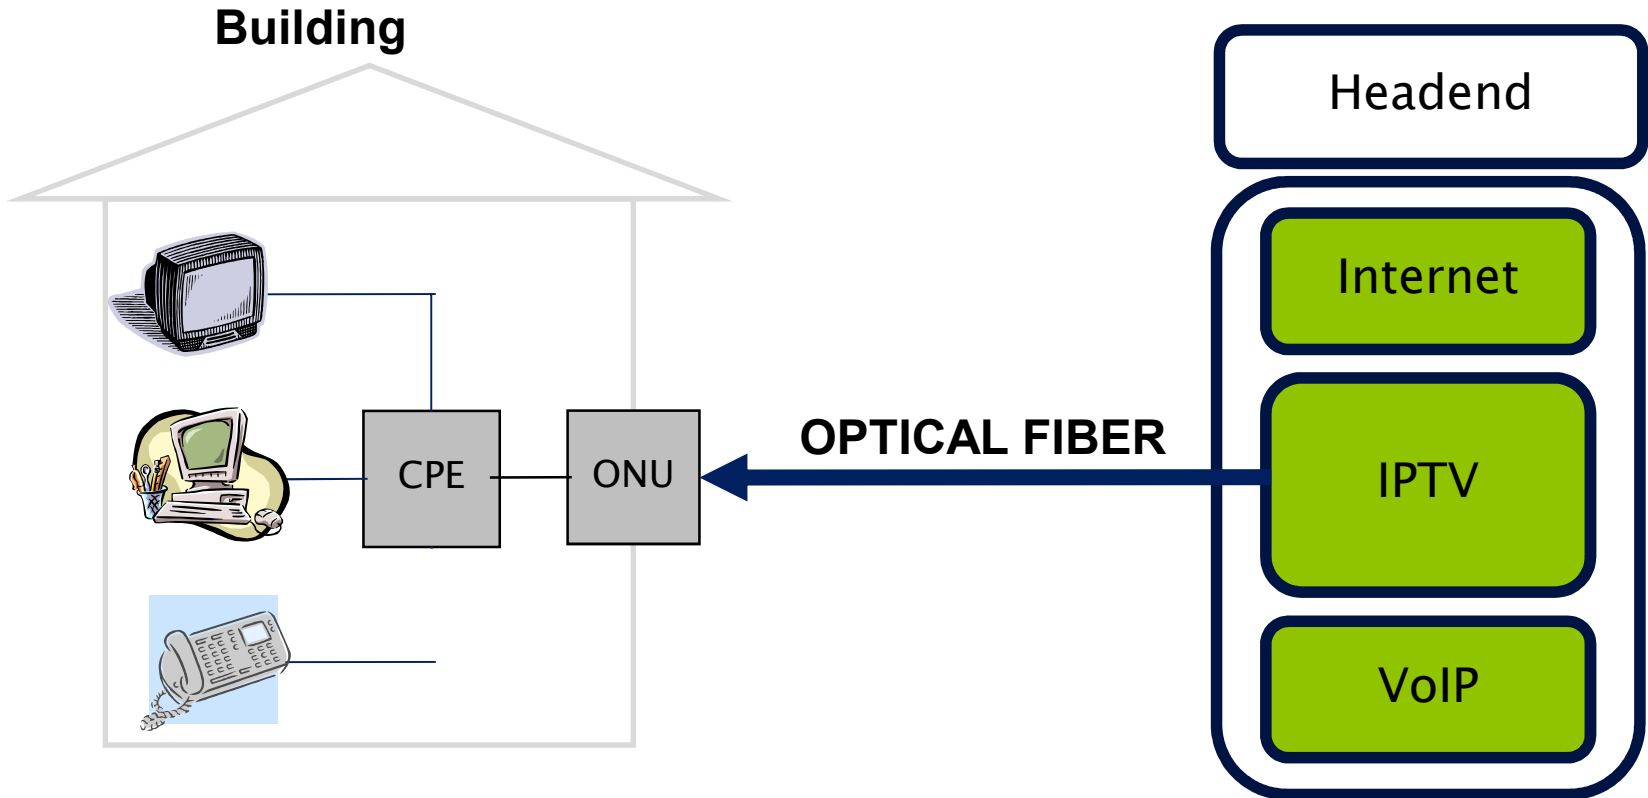 Building
Headend
Internet
OPTICAL FIBER
CPE
ONU
IPTV
VoIP